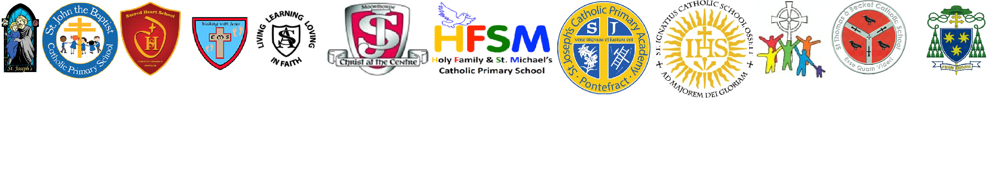 St. Joseph's
St. John the Baptist
Catholic Primary School
Sacred Heart School
SH
CHRISTUS EXEMPLUM
NOSTRUM
Walking with Jesus
E M S
LIVING LEARNING LOVING
SA
IN FAITH
Moorthorpe
SJ
Christ at the Centre
HFSM
Holy Family & St. Michael's
Catholic Primary School
St Joseph's Catholic Primary Academy
S J
VERE DIGNUM ET IUSTUM EST
· Pontefract ·
ST. IGNATIUS CATHOLIC SCHOOL OSSETT
IHS
AD MAJOREM DEI GLORIAM
St Thomas à Becket Catholic School
Esse Quam Videri
FIDEM SERVAVI